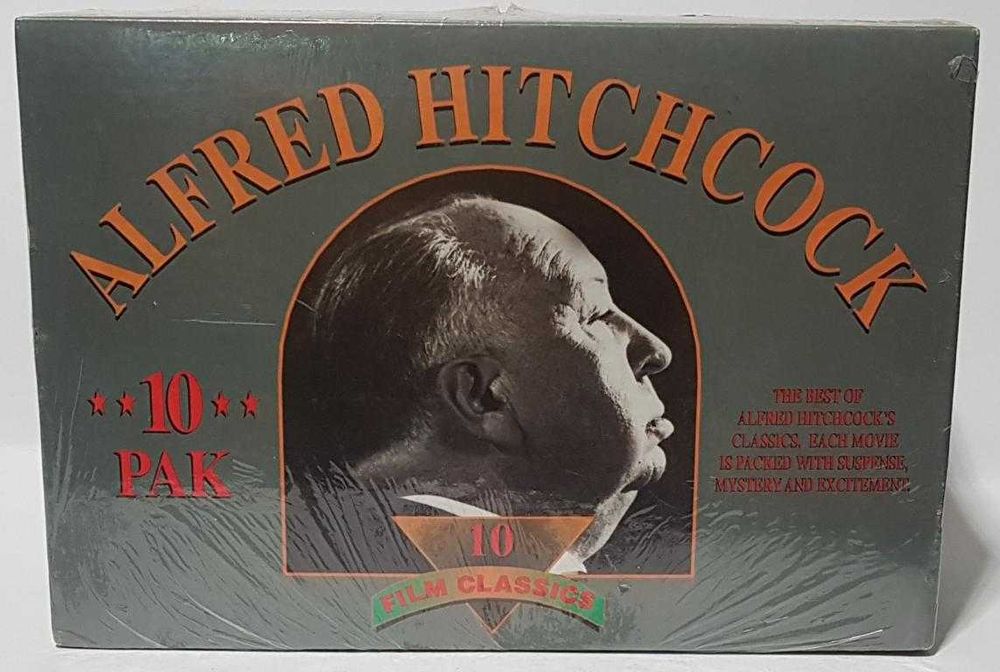 ALFRED HITCHCOCK
10
PAK
THE BEST OF
ALFRED HITCHCOCK'S
CLASSICS. EACH MOVIE
IS PACKED WITH SUSPENSE,
MYSTERY AND EXCITEMENT.
10
FILM CLASSICS